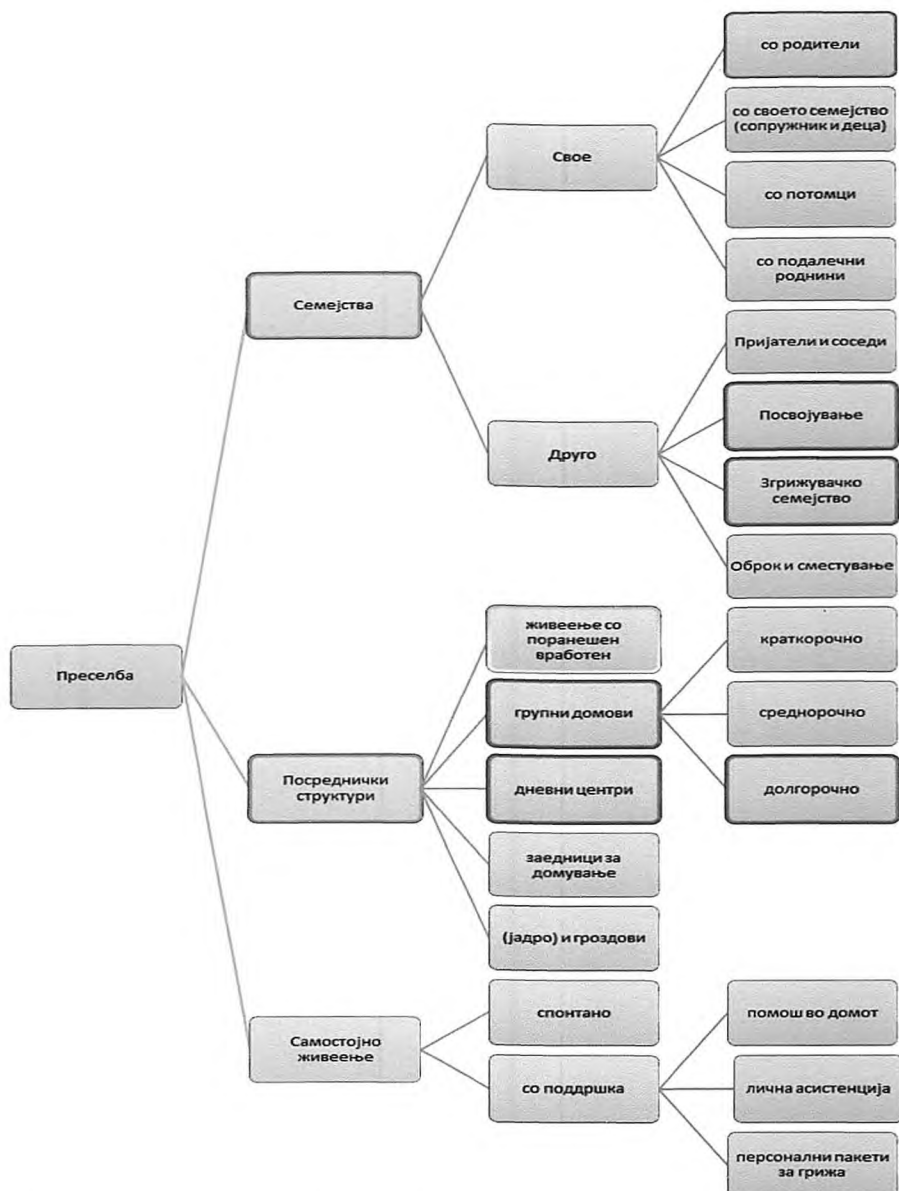 Преселба
Семејства
Свое
со родители
со своето семејство
(сопружник и деца)
со потомци
со подалечни
роднини
Друго
Пријатели и соседи
Посвојување
Згрижувачко
семејство
Оброк и сместување
Посреднички
структури
живеење со
поранешен
вработен
групни домови
краткорочно
среднорочно
долгорочно
дневни центри
заедници за
домување
(јадро) и гроздови
Самостојно
живеење
спонтано
со поддршка
помош во домот
лична асистенција
персонални пакети
за грижа